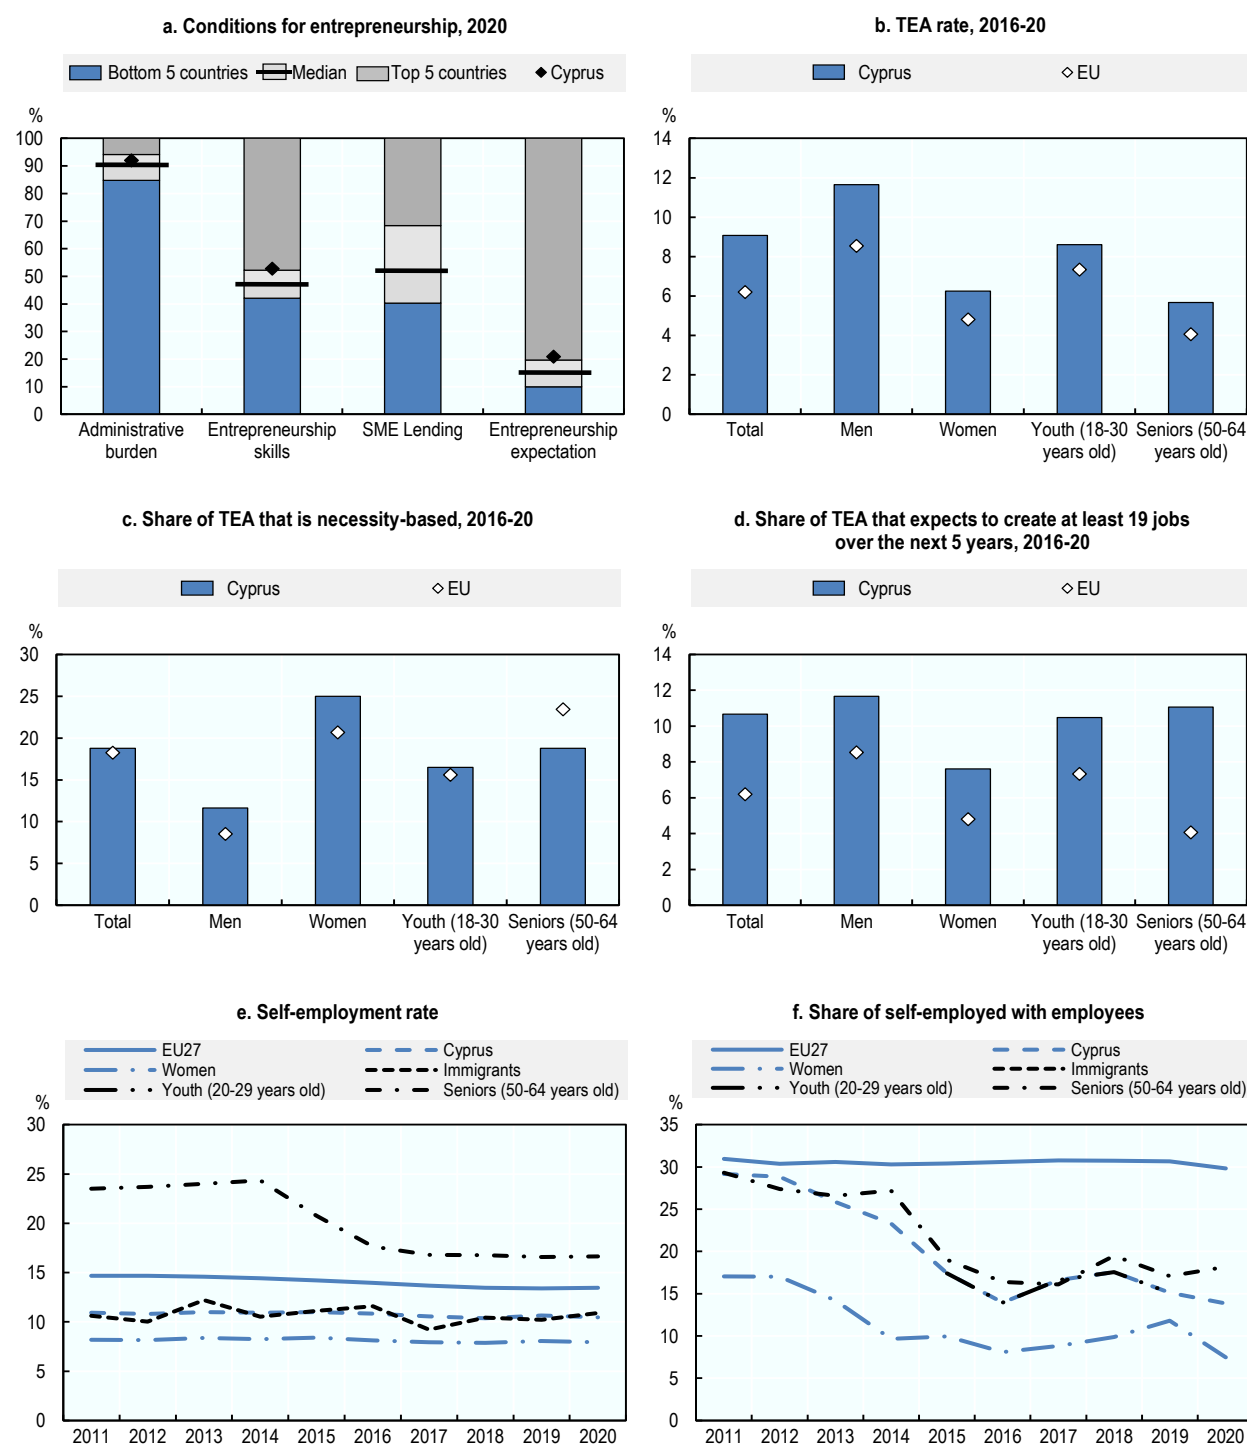 a. Conditions for entrepreneurship, 2020
Bottom 5 countries Median Top 5 countries Cyprus
%
100
90
80
70
60
50
40
30
20
10
0
Administrative burden
Entrepreneurship skills
SME Lending
Entrepreneurship expectation
b. TEA rate, 2016-20
Cyprus EU
%
14
12
10
8
6
4
2
0
Total
Men
Women
Youth (18-30 years old)
Seniors (50-64 years old)
c. Share of TEA that is necessity-based, 2016-20
Cyprus EU
%
30
25
20
15
10
5
0
Total
Men
Women
Youth (18-30 years old)
Seniors (50-64 years old)
d. Share of TEA that expects to create at least 19 jobs
over the next 5 years, 2016-20
Cyprus EU
%
14
12
10
8
6
4
2
0
Total
Men
Women
Youth (18-30 years old)
Seniors (50-64 years old)
e. Self-employment rate
EU27 Cyprus
Women Immigrants
Youth (20-29 years old) Seniors (50-64 years old)
%
30
25
20
15
10
5
0
2011 2012 2013 2014 2015 2016 2017 2018 2019 2020
f. Share of self-employed with employees
EU27 Cyprus
Women Immigrants
Youth (20-29 years old) Seniors (50-64 years old)
%
35
30
25
20
15
10
5
0
2011 2012 2013 2014 2015 2016 2017 2018 2019 2020